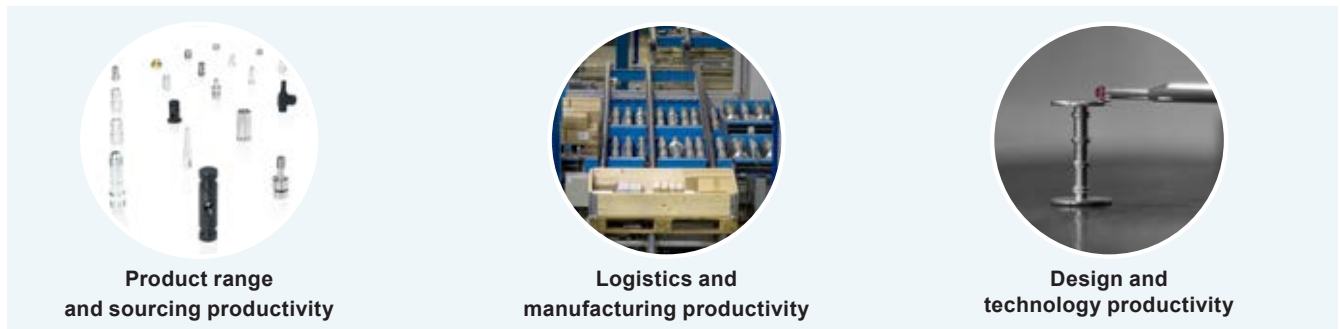 Product range
and sourcing productivity
Logistics and
manufacturing productivity
Design and
technology productivity